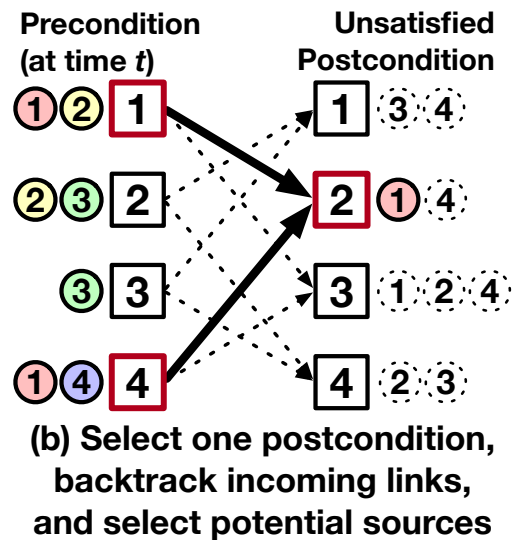 Precondition
(at time t)
Unsatisfied
Postcondition
1 2 1
1 3 4
2 3 2
2 1 4
3 3
3 1 2 4
1 4 4
4 2 3
(b) Select one postcondition,
backtrack incoming links,
and select potential sources